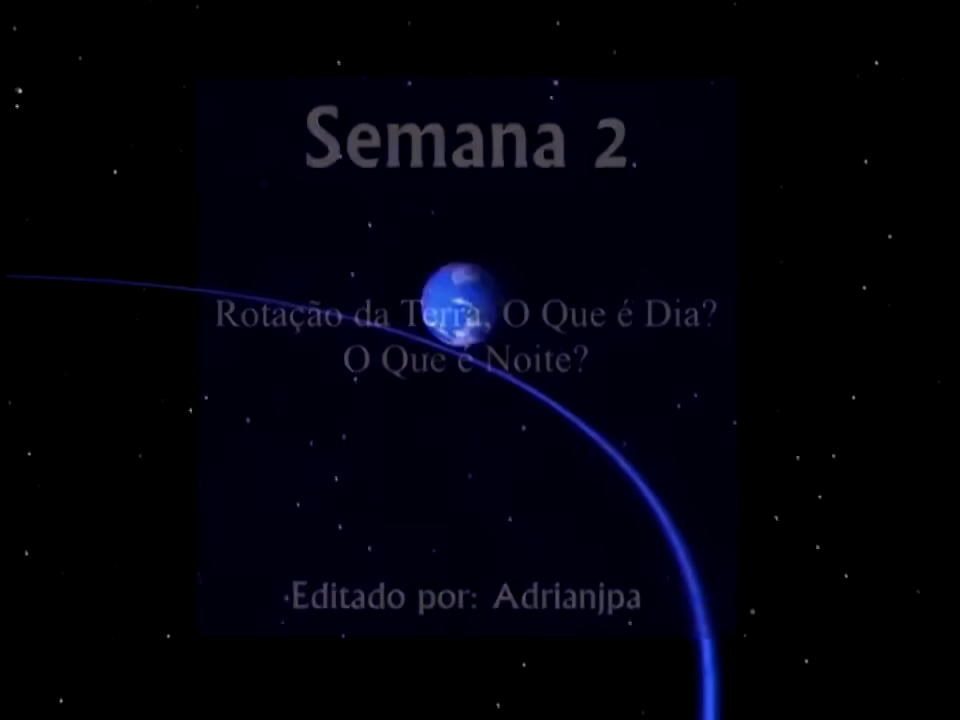 Semana 2
Rotação da Terra, O Que é Dia?
O Que é Noite?
Editado por: Adrianjpa